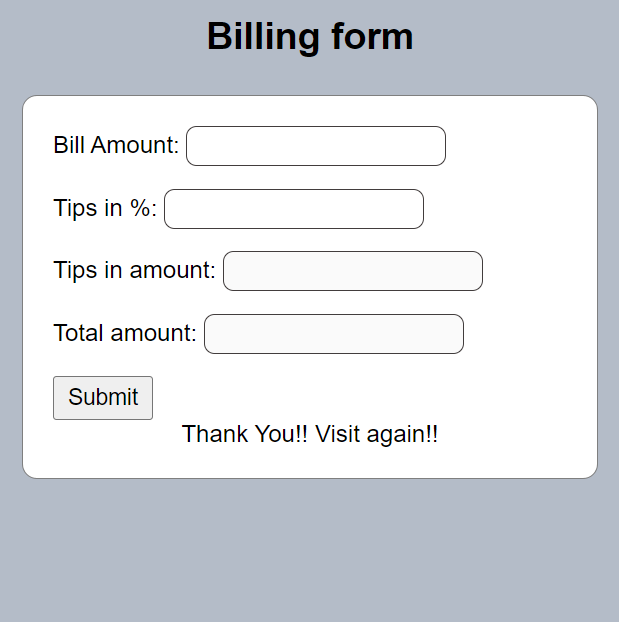 Billing form
Bill Amount:
Tips in %:
Tips in amount:
Total amount:
Submit
Thank You!! Visit again!!